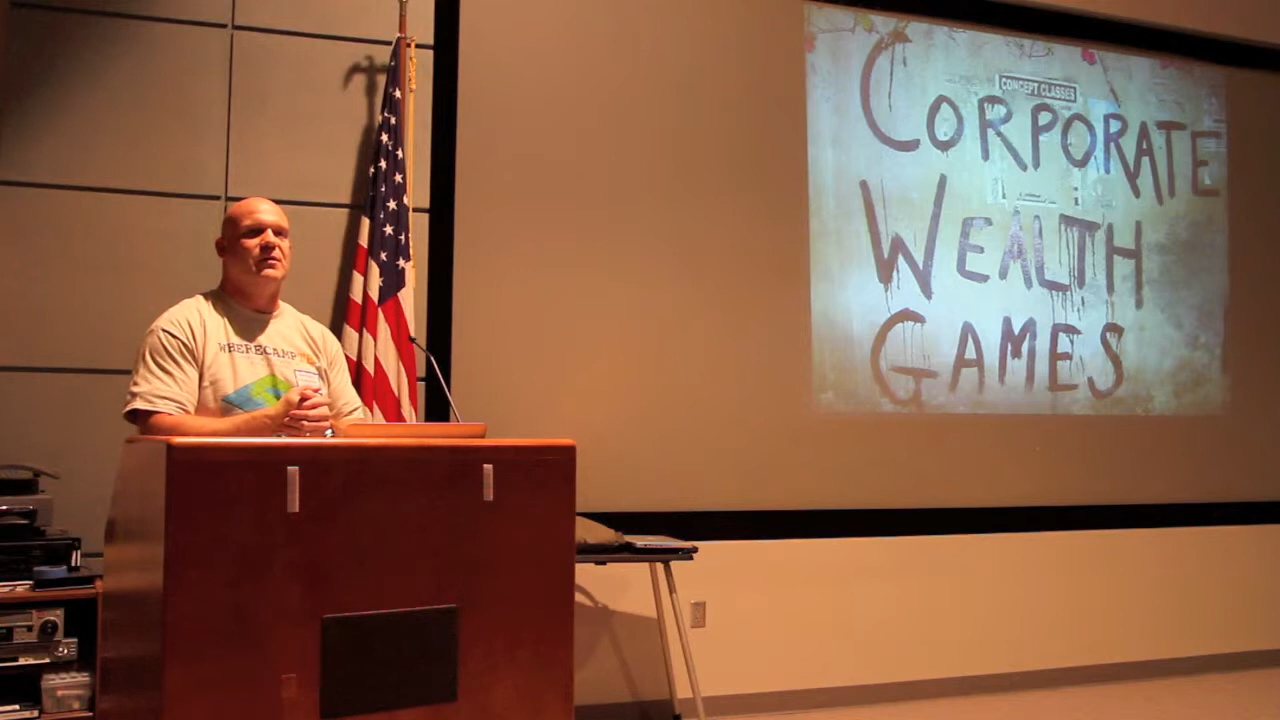 CONCEPT CLASSES
CORPORATE
WEALTH
GAMES
WHERECAMP